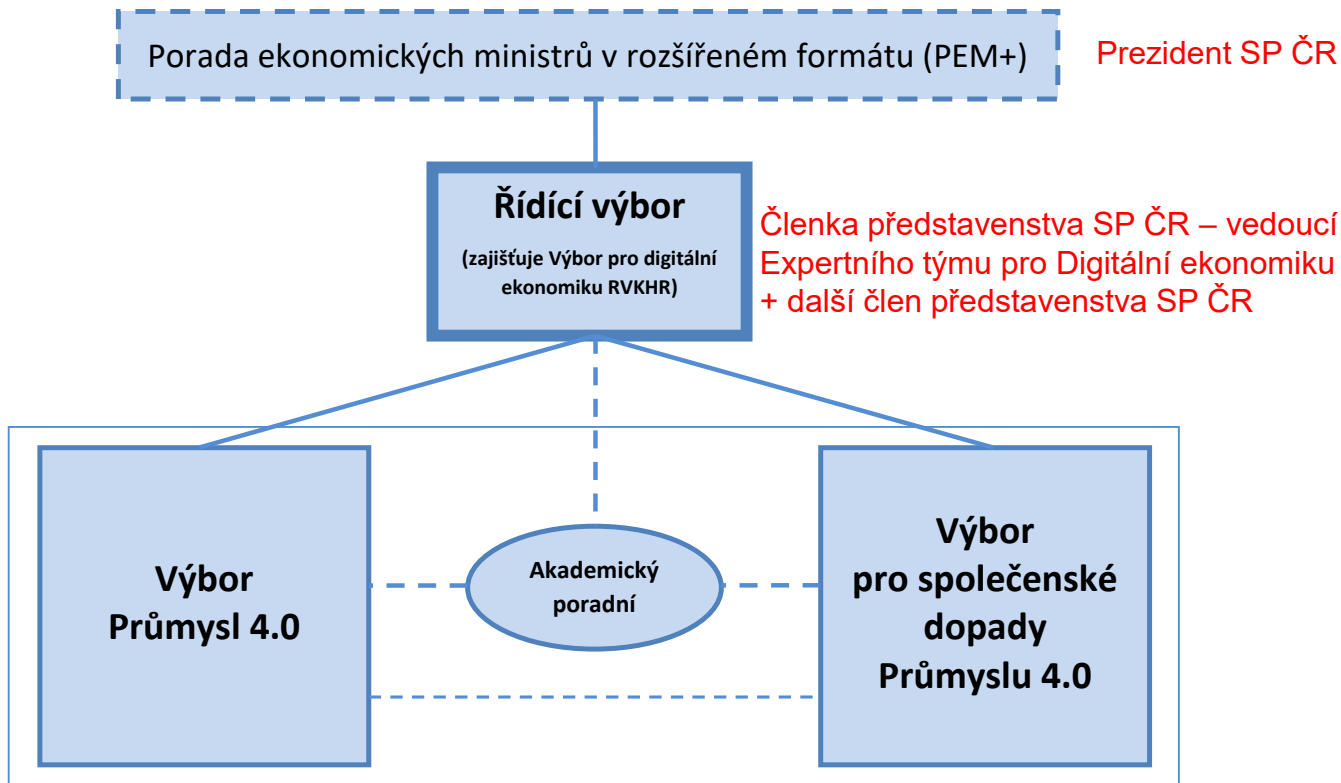 Porada ekonomických ministrů v rozšířeném formátu (PEM+)
Prezident SP ČR
Řídící výbor
(zajišťuje Výbor pro digitální
ekonomiku RVKHR)
Členka představenstva SP ČR – vedoucí
Expertního týmu pro Digitální ekonomiku
+ další člen představenstva SP ČR
Výbor
Průmysl 4.0
Akademický
poradní
Výbor
pro společenské
dopady
Průmyslu 4.0